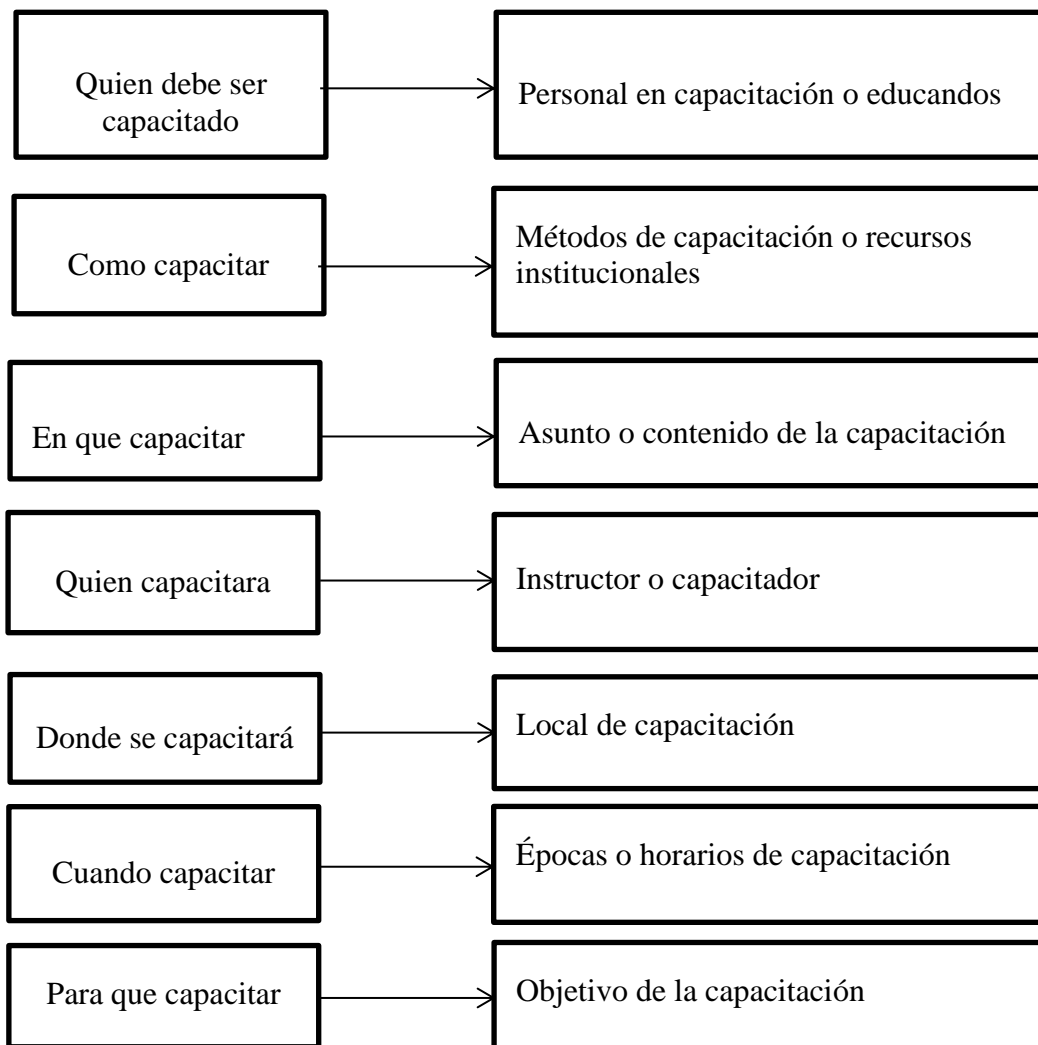 Quien debe ser
capacitado
Personal en capacitación o educandos
Como capacitar
Métodos de capacitación o recursos
institucionales
En que capacitar
Asunto o contenido de la capacitación
Quien capacitara
Instructor o capacitador
Donde se capacitará
Local de capacitación
Cuando capacitar
Épocas o horarios de capacitación
Para que capacitar
Objetivo de la capacitación